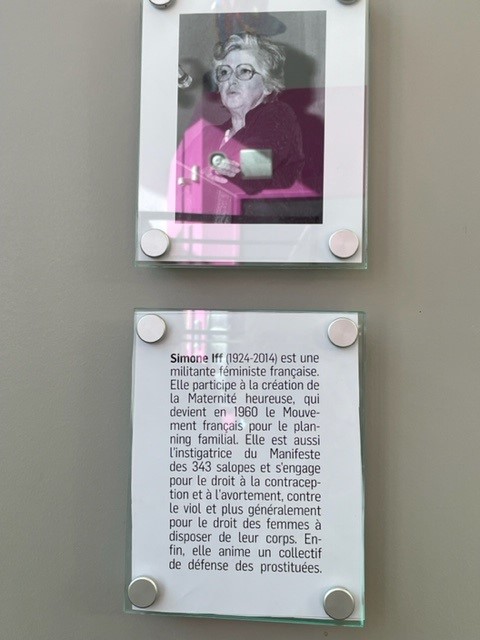 Simone Iff (1924-2014) est une
militante féministe française.
Elle participe à la création de
la Maternité heureuse, qui
devient en 1960 le Mouve-
ment français pour le plan-
ning familial. Elle est aussi
l'instigatrice du Manifeste
des 343 salopes et s'engage
pour le droit à la contracep-
tion et à l'avortement, contre
le viol et plus généralement
pour le droit des femmes à
disposer de leur corps. En-
fin, elle anime un collectif
de défense des prostituées.